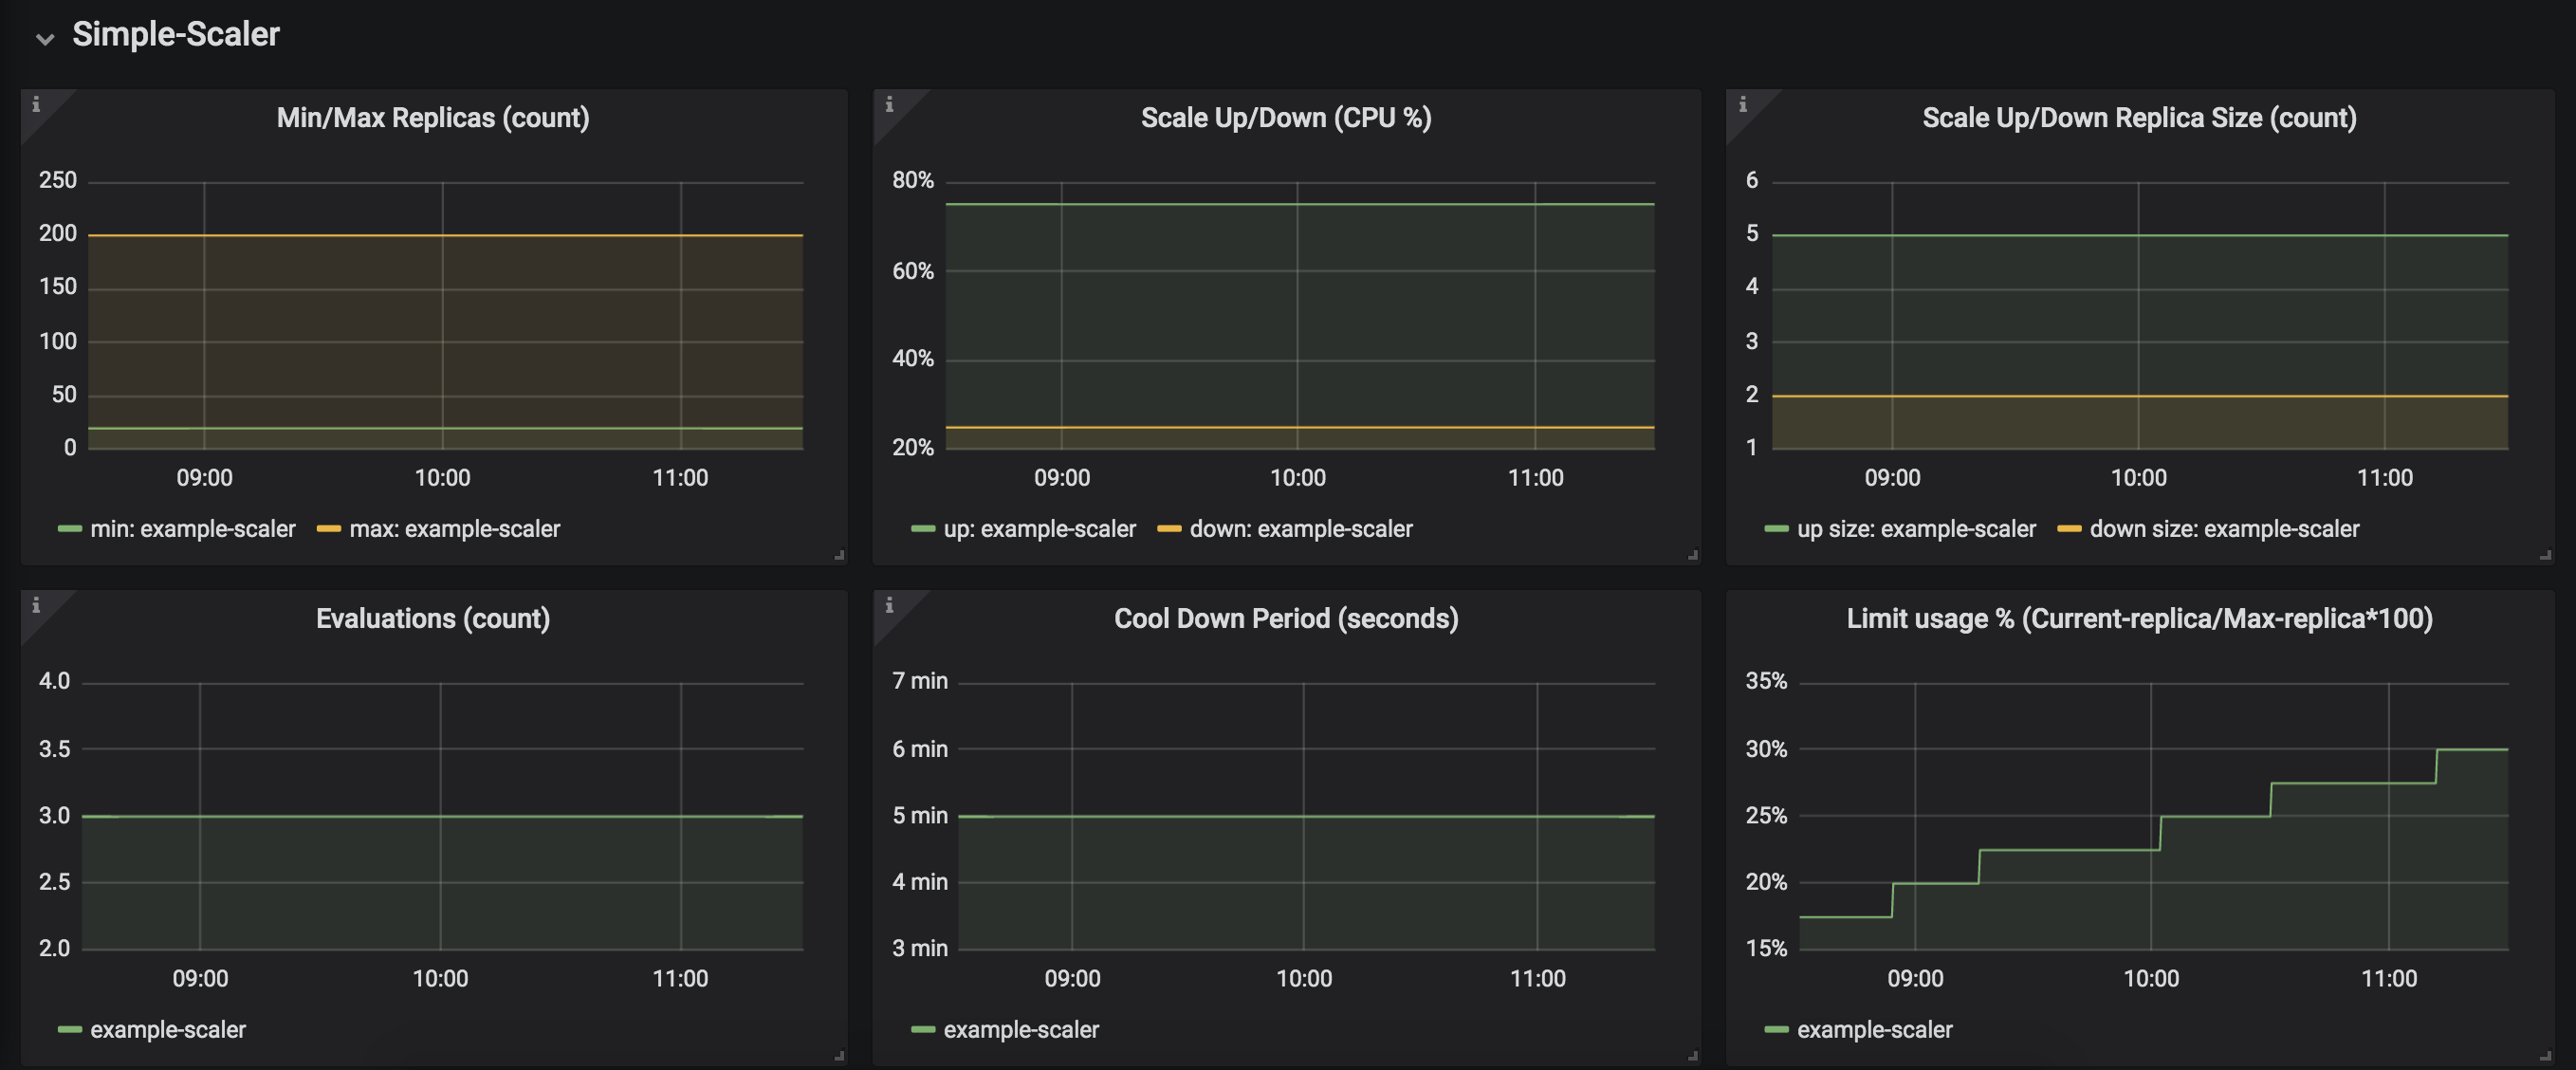 Simple-Scaler
Min/Max Replicas (count)
250
200
150
100
50
0
09:00 10:00 11:00
min: example-scaler max: example-scaler
Scale Up/Down (CPU %)
80%
60%
40%
20%
09:00 10:00 11:00
up: example-scaler down: example-scaler
Scale Up/Down Replica Size (count)
6
5
4
3
2
1
09:00 10:00 11:00
up size: example-scaler down size: example-scaler
Evaluations (count)
4.0
3.5
3.0
2.5
2.0
09:00 10:00 11:00
example-scaler
Cool Down Period (seconds)
7 min
6 min
5 min
4 min
3 min
09:00 10:00 11:00
example-scaler
Limit usage % (Current-replica/Max-replica*100)
35%
30%
25%
20%
15%
09:00 10:00 11:00
example-scaler